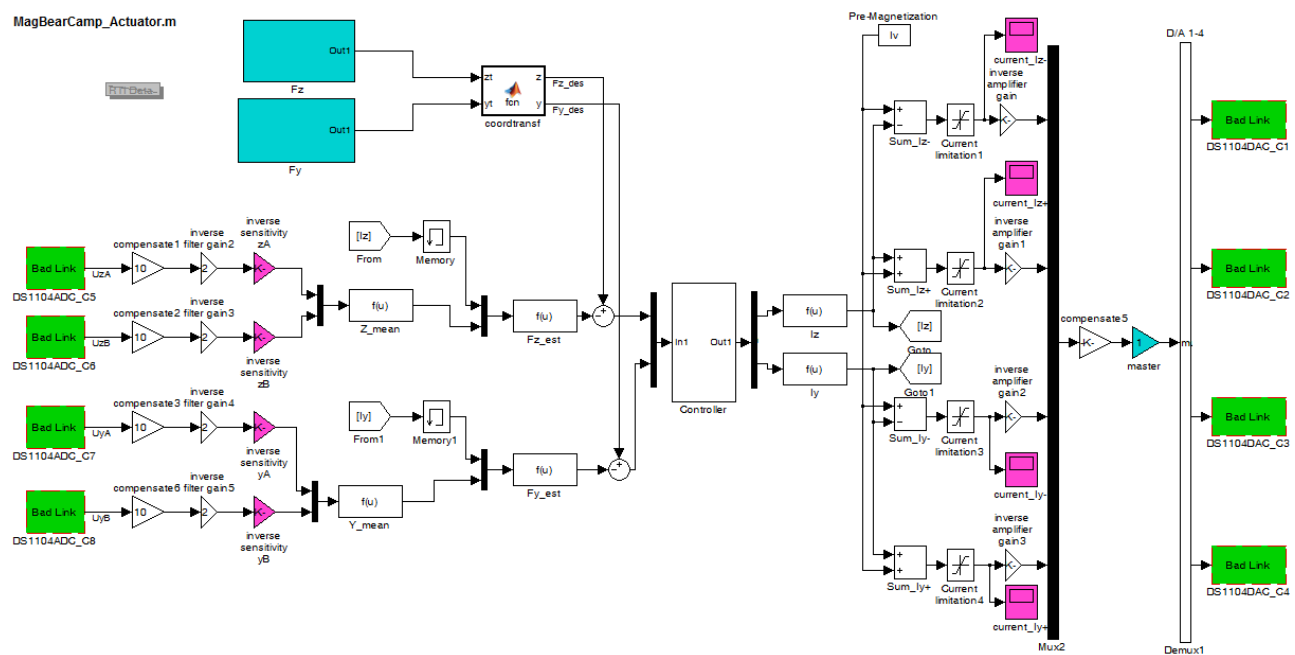 MagBearCamp_Actuator.m
RTI Data
Out1
Fz
Out1
Fy
zt
yt
fcn
z
y
coordtransf
Fz_des
Fy_des
Pre-Magnetization
Iv
current_Iz-
inverse
amplifier
gain
K-
Sum_Iz-
Current
limitation1
current_Iz+
inverse
amplifier
gain1
K-
Sum_Iz+
Current
limitation2
D/A 1-4
Bad Link
DS1104DAC_C1
Bad Link
DS1104DAC_C2
Bad Link
DS1104DAC_C3
Bad Link
DS1104DAC_C4
Bad Link
UzA
DS1104ADC_C5
compensate1
10
inverse
filter gain2
2
inverse
sensitivity
zA
K-
Bad Link
UzB
DS1104ADC_C6
compensate2
10
filter gain3
2
K-
inverse
sensitivity
zB
f(u)
Z_mean
[Iz]
From
Memory
f(u)
Fz_est
In1
Out1
Controller
f(u)
Iz
f(u)
Iy
[Iz]
Goto
[Iy]
Goto1
Bad Link
UyA
DS1104ADC_C7
compensate3
10
inverse
filter gain4
2
K-
inverse
sensitivity
yA
Bad Link
UyB
DS1104ADC_C8
compensate6
10
inverse
filter gain5
2
K-
inverse
sensitivity
yB
f(u)
Y_mean
[Iy]
From1
Memory1
f(u)
Fy_est
inverse
amplifier
gain2
K-
Sum_Iy-
Current
limitation3
current_Iy-
inverse
amplifier
gain3
K-
Sum_Iy+
Current
limitation4
current_Iy+
Mux2
compensate5
-K-
1
master
m
Demux1